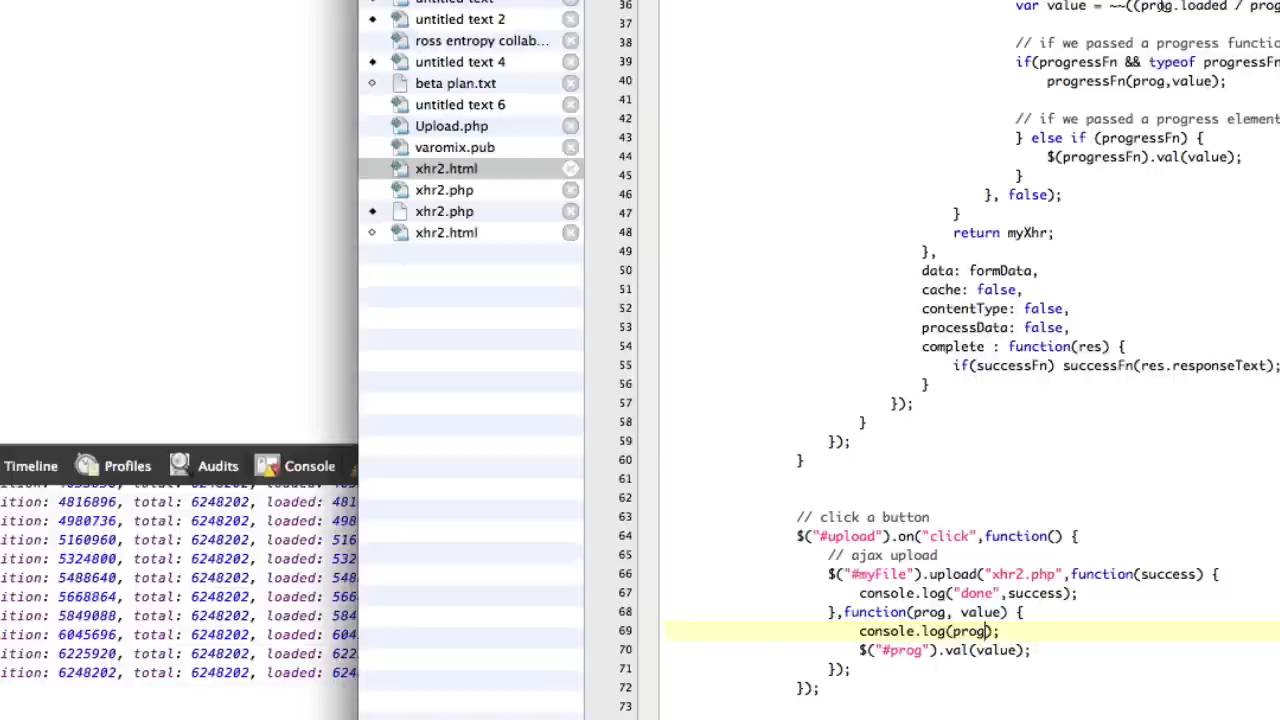 untitled text 2
ross entropy collab...
untitled text 4
beta plan.txt
untitled text 6
Upload.php
varomix.pub
xhr2.html
xhr2.php
xhr2.php
xhr2.html
Timeline Profiles Audits Console
ition: 4816896, total: 6248202, loaded: 481
ition: 4980736, total: 6248202, loaded: 498
ition: 5160960, total: 6248202, loaded: 516
ition: 5324800, total: 6248202, loaded: 532
ition: 5488640, total: 6248202, loaded: 548
ition: 5668864, total: 6248202, loaded: 566
ition: 5849088, total: 6248202, loaded: 584
ition: 6045696, total: 6248202, loaded: 604
ition: 6225920, total: 6248202, loaded: 622
ition: 6248202, total: 6248202, loaded: 624
36 var value = ~~((prog.loaded / prog
37
38 // if we passed a progress functio
39 if(progressFn && typeof progressFn
40 progressFn(prog,value);
41
42 // if we passed a progress element
43 } else if (progressFn) {
44 $(progressFn).val(value);
45 }
46 }, false);
47 }
48 return myXhr;
49 },
50 data: formData,
51 cache: false,
52 contentType: false,
53 processData: false,
54 complete : function(res) {
55 if(successFn) successFn(res.responseText);
56 }
57 });
58 }
59 });
60 }
61
62
63 // click a button
64 $("#upload").on("click",function() {
65 // ajax upload
66 $("#myFile").upload("xhr2.php",function(success) {
67 console.log("done",success);
68 },function(prog, value) {
69 console.log(prog);
70 $("#prog").val(value);
71 });
72 });
73